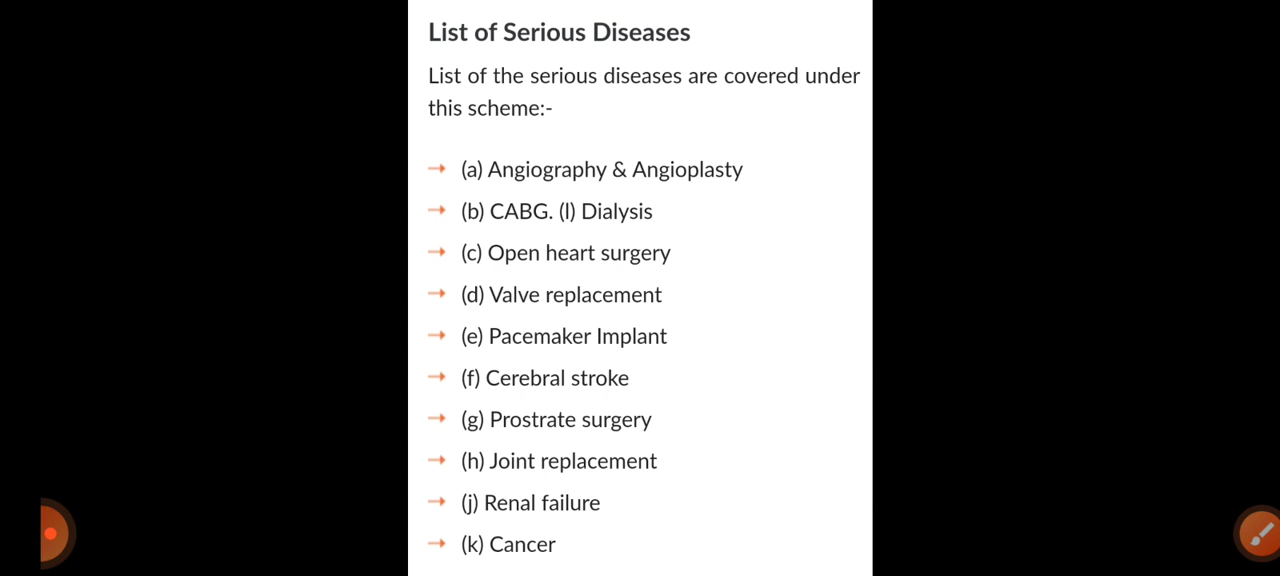 List of Serious Diseases
List of the serious diseases are covered under
this scheme:-
(a) Angiography & Angioplasty
(b) CABG. (l) Dialysis
(c) Open heart surgery
(d) Valve replacement
(e) Pacemaker Implant
(f) Cerebral stroke
(g) Prostrate surgery
(h) Joint replacement
(j) Renal failure
(k) Cancer